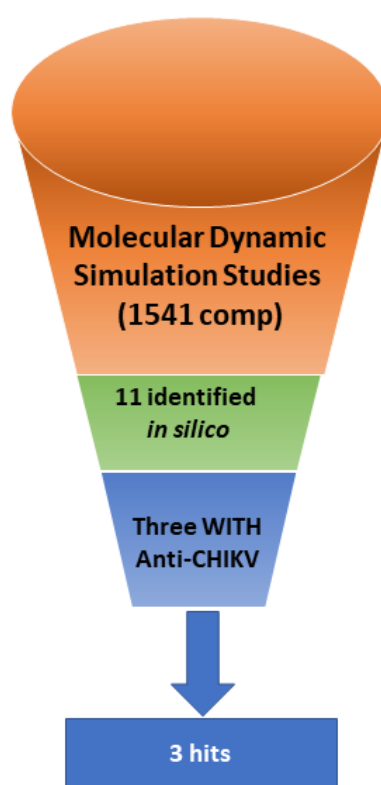 Molecular Dynamic
Simulation Studies
(1541 comp)
11 identified
in silico
Three WITH
Anti-CHIKV
3 hits